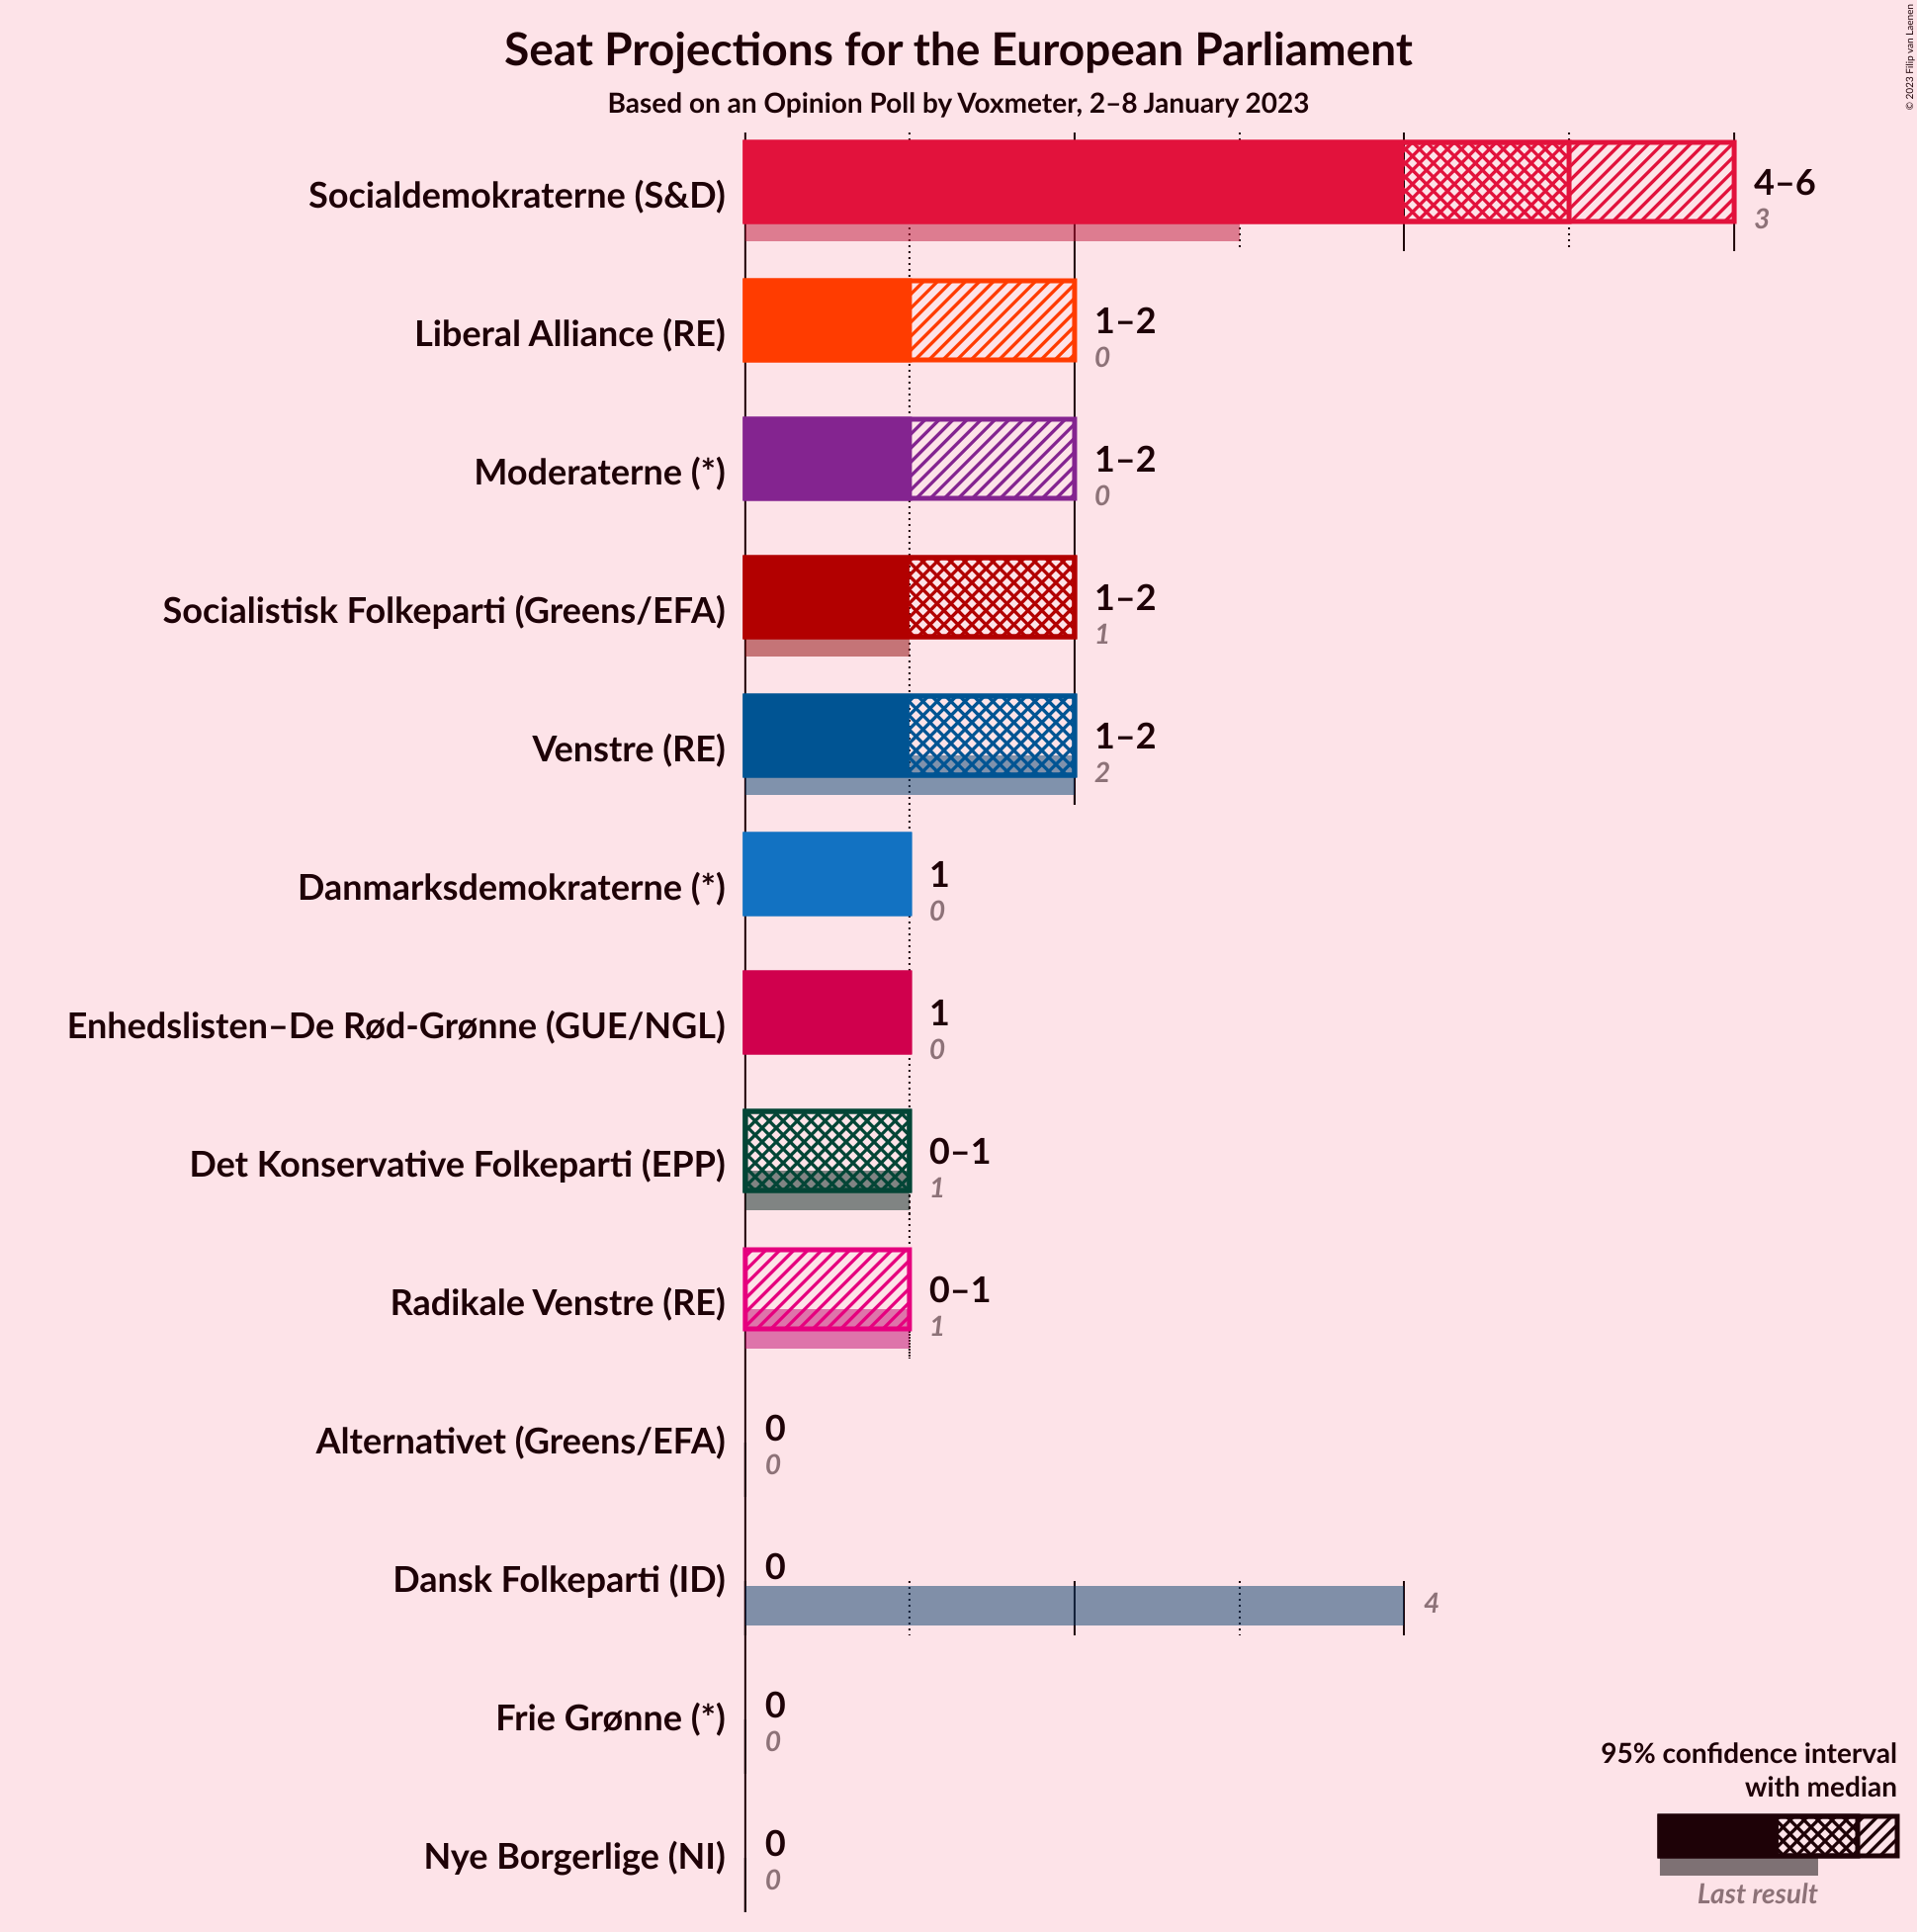 Seat Projections for the European Parliament
Based on an Opinion Poll by Voxmeter, 2–8 January 2023
© 2023 Filip van Laenen
Socialdemokraterne (S&D)
4–6
3
Liberal Alliance (RE)
1–2
0
Moderaterne (*)
1–2
0
Socialistisk Folkeparti (Greens/EFA)
1–2
1
Venstre (RE)
1–2
2
Danmarksdemokraterne (*)
1
0
Enhedslisten–De Rød-Grønne (GUE/NGL)
1
0
Det Konservative Folkeparti (EPP)
0–1
1
Radikale Venstre (RE)
0–1
1
Alternativet (Greens/EFA)
0
0
Dansk Folkeparti (ID)
0
4
Frie Grønne (*)
0
0
Nye Borgerlige (NI)
0
0
95% confidence interval
with median
Last result